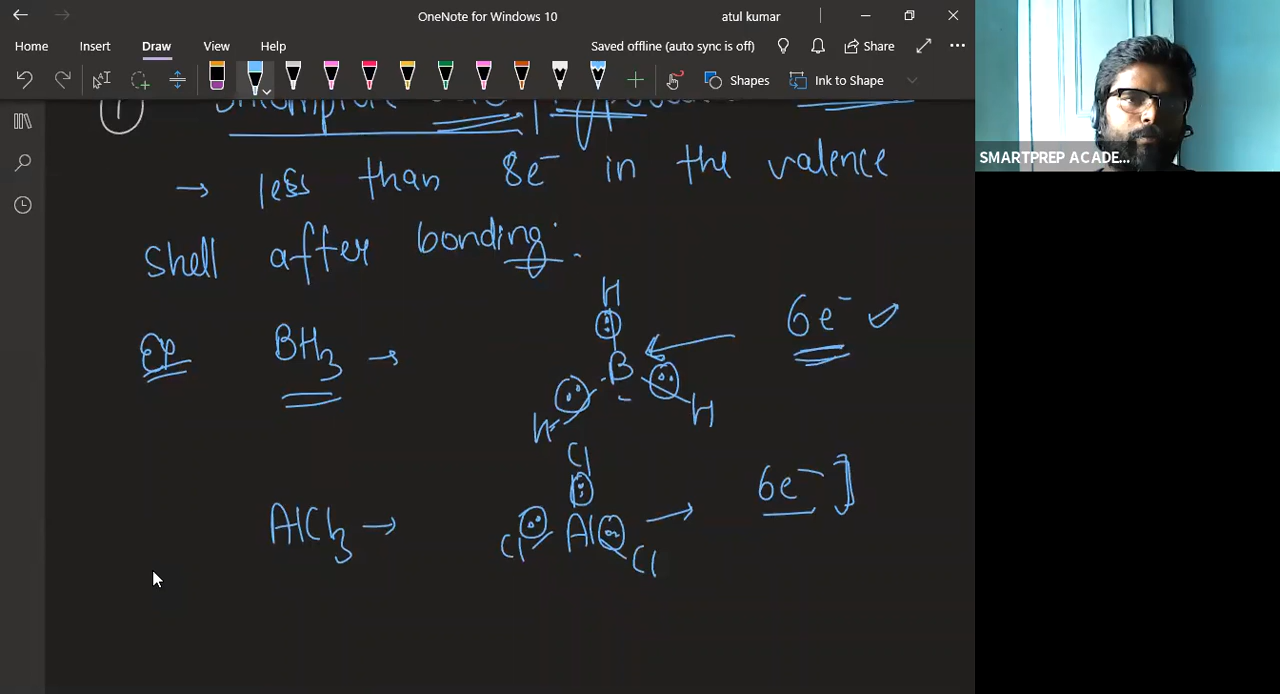 OneNote for Windows 10
atul kumar
Home Insert Draw View Help
Saved offline (auto sync is off)
Share
Shapes
Ink to Shape
SMARTPREP ACADE...
①
→ less than 8e⁻ in the valence
shell after bonding.
H
BH₃ →
B
6e⁻
H
H
Cl
AlCl₃ →
Cl Al Cl
→ 6e⁻ ]